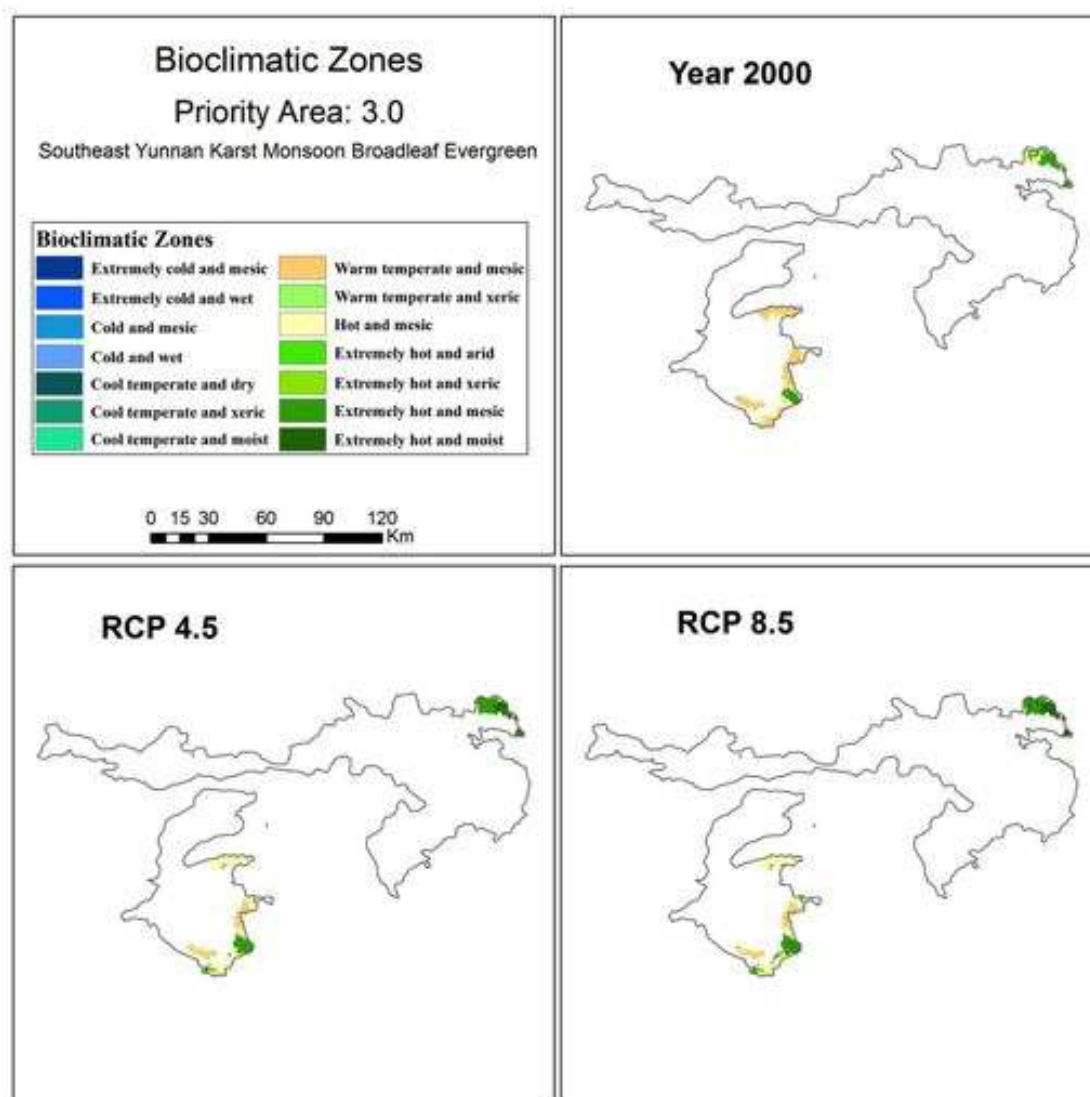 Bioclimatic Zones
Priority Area: 3.0
Southeast Yunnan Karst Monsoon Broadleaf Evergreen
Bioclimatic Zones
Extremely cold and mesic
Extremely cold and wet
Cold and mesic
Cold and wet
Cool temperate and dry
Cool temperate and xeric
Cool temperate and moist
Warm temperate and mesic
Warm temperate and xeric
Hot and mesic
Extremely hot and arid
Extremely hot and xeric
Extremely hot and mesic
Extremely hot and moist
0 15 30 60 90 120
Km
Year 2000
RCP 4.5
RCP 8.5